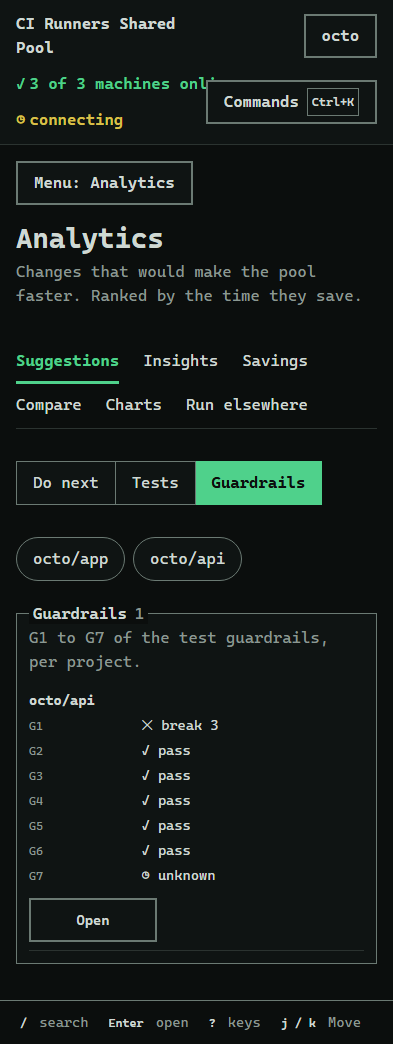 CI Runners Shared
Pool
octo
✓ 3 of 3 machines
Commands Ctrl+K
connecting
Menu: Analytics
Analytics
Changes that would make the pool
faster. Ranked by the time they save.
Suggestions Insights Savings
Compare Charts Run elsewhere
Do next Tests Guardrails
octo/app octo/api
Guardrails 1
G1 to G7 of the test guardrails,
per project.
octo/api
G1 ✕ break 3
G2 ✓ pass
G3 ✓ pass
G4 ✓ pass
G5 ✓ pass
G6 ✓ pass
G7 unknown
Open
/ search Enter open ? keys j / k Move